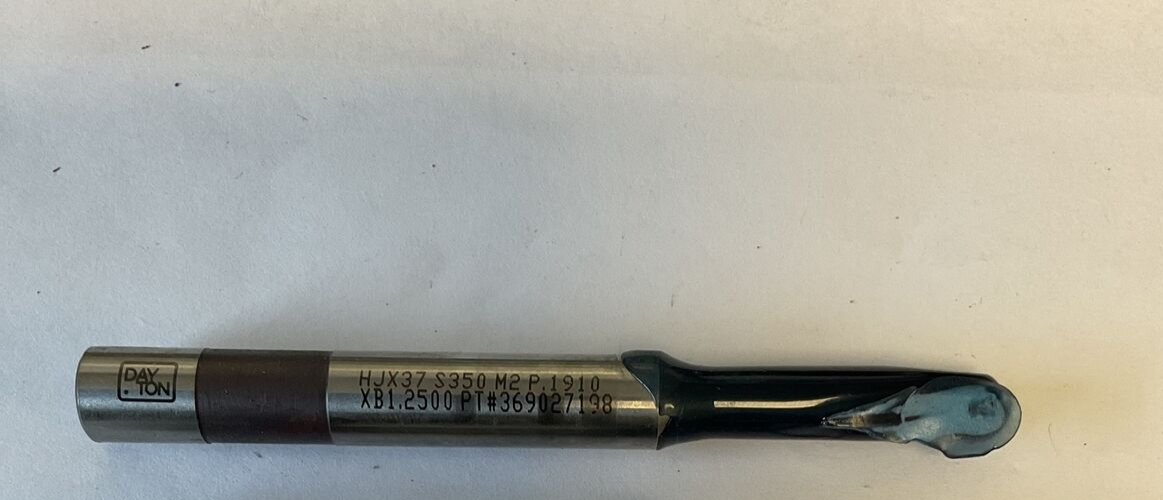 DAY
TON
HJX37 S350 M2 P.1910
XB1.2500 PT#369027198